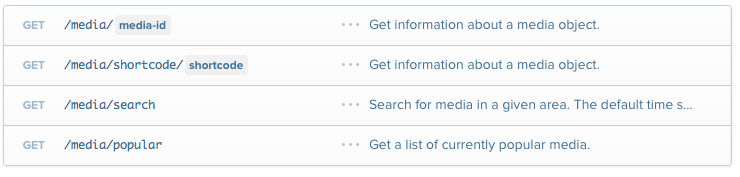 GET /media/media-id ··· Get information about a media object.
GET /media/shortcode/shortcode ··· Get information about a media object.
GET /media/search ··· Search for media in a given area. The default time s...
GET /media/popular ··· Get a list of currently popular media.